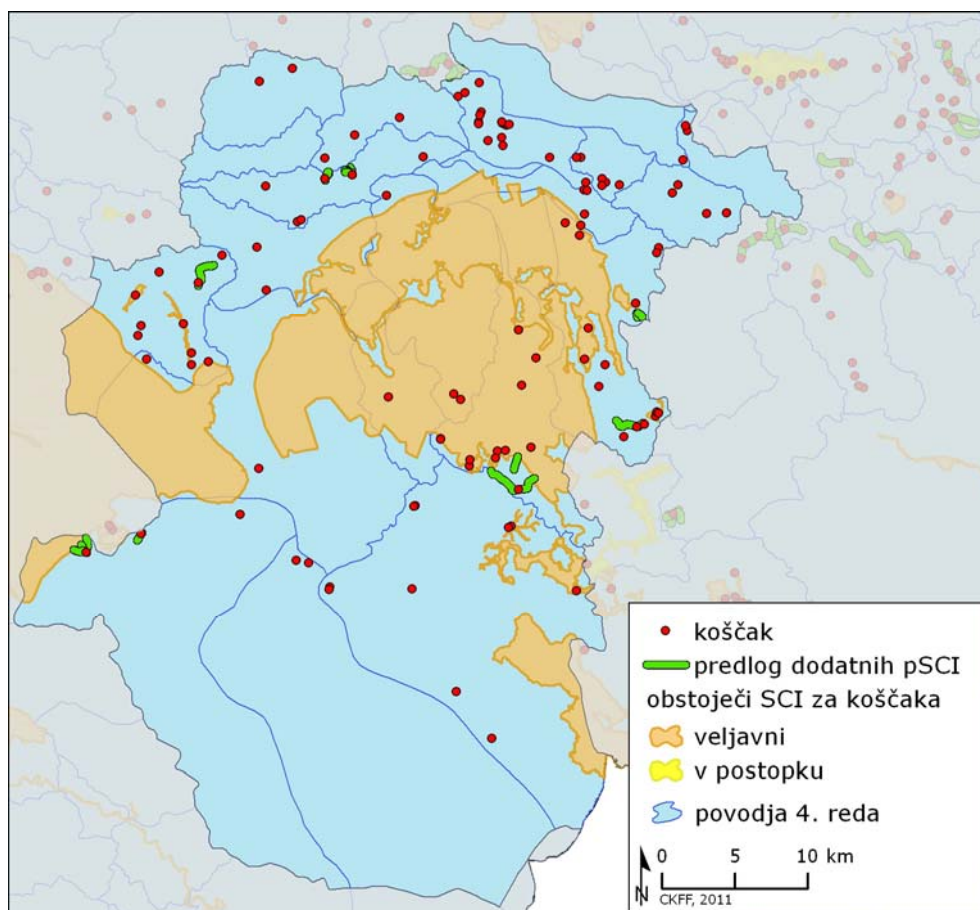 koščak
predlog dodatnih pSCI
obstoječi SCI za koščaka
veljavni
v postopku
povodja 4. reda
0 5 10 km
N
CKFF, 2011